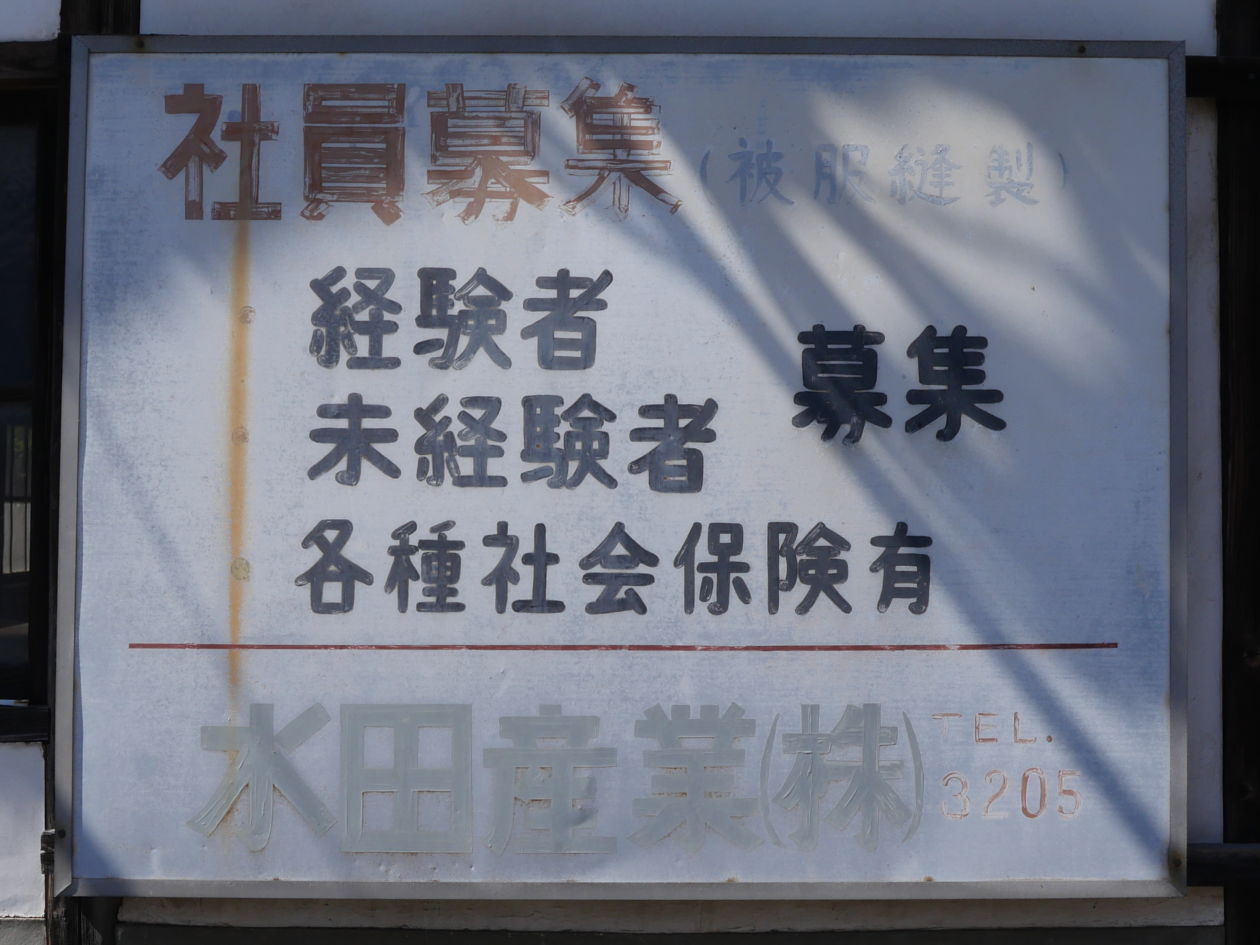 社員募集（被服縫製）
経験者
未経験者
募集
各種社会保険有
水田産業(株) TEL. 3205